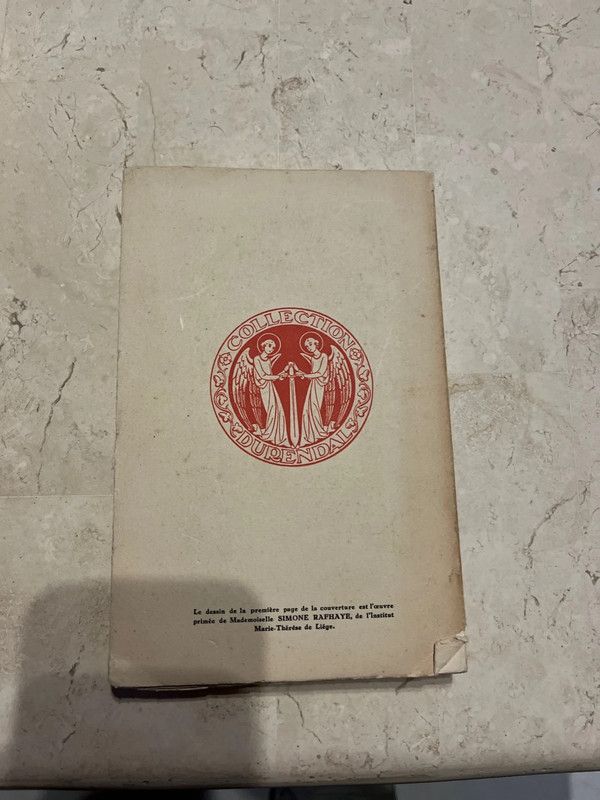 COLLECTION
DURENDAL
Le dessin de la première page de la couverture est l'œuvre
primée de Mademoiselle SIMONE RAFHAYE, de l'Institut
Marie-Thérèse de Liége.